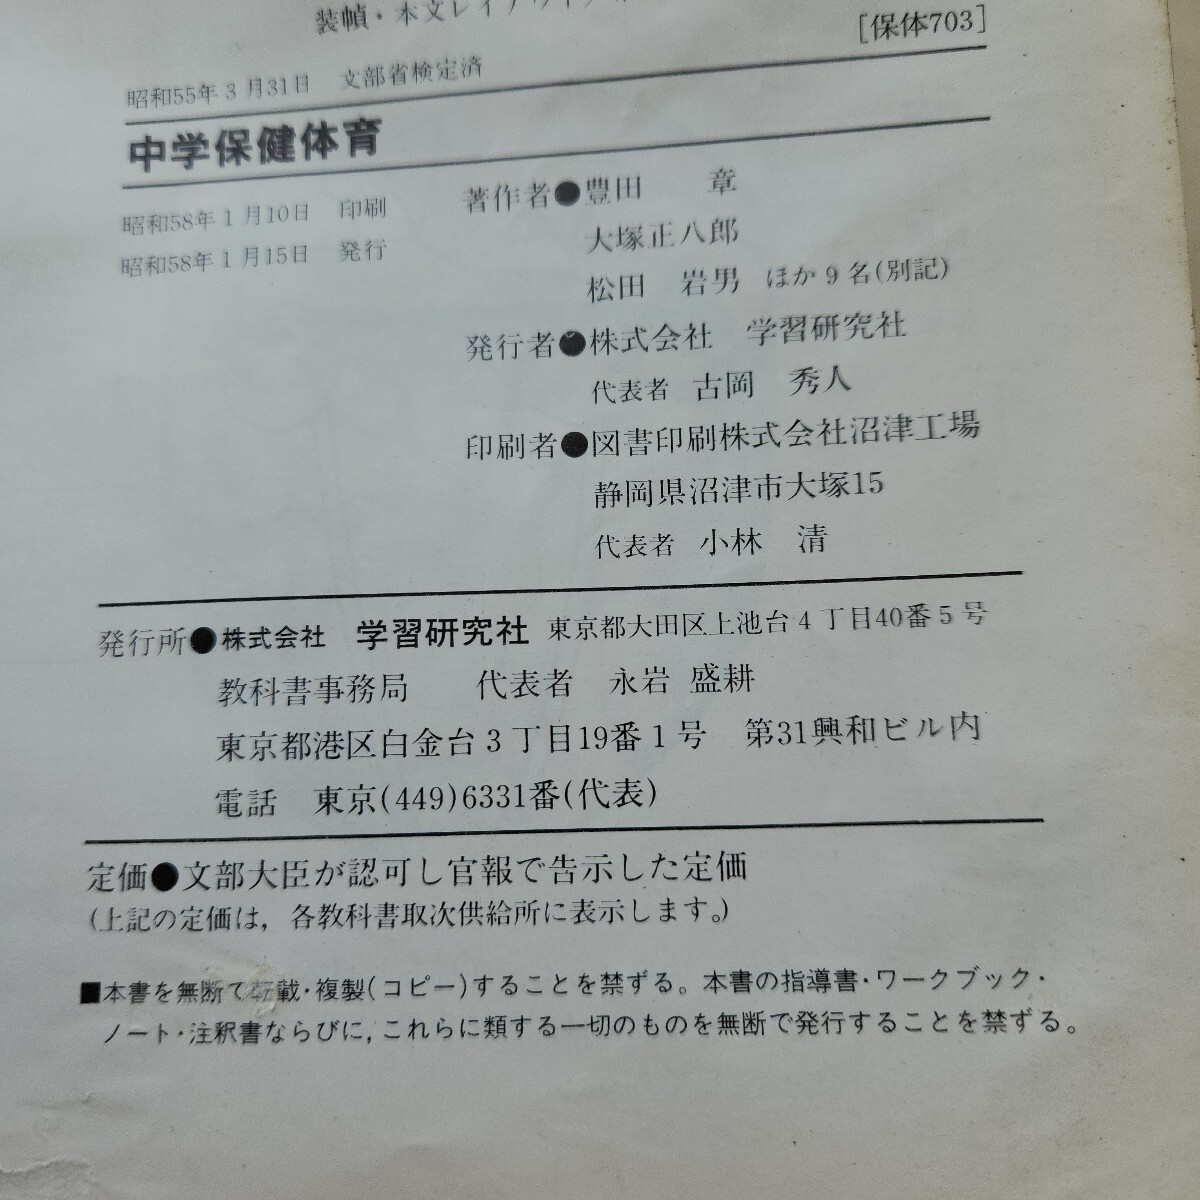 装幀・本文レイアウト
[保体703]
昭和55年3月31日 文部省検定済
中学保健体育
昭和58年1月10日 印刷
昭和58年1月15日 発行
著作者●豊田 章
大塚正八郎
松田 岩男 ほか9名(別記)
発行者●株式会社 学習研究社
代表者 古岡 秀人
印刷者●図書印刷株式会社沼津工場
静岡県沼津市大塚15
代表者 小林 清
発行所●株式会社 学習研究社 東京都大田区上池台4丁目40番5号
教科書事務局 代表者 永岩 盛耕
東京都港区白金台3丁目19番1号 第31興和ビル内
電話 東京(449)6331番(代表)
定価●文部大臣が認可し官報で告示した定価
(上記の定価は，各教科書取次供給所に表示します。)
■本書を無断で転載・複製(コピー)することを禁ずる。本書の指導書・ワークブック・
ノート・注釈書ならびに，これらに類する一切のものを無断で発行することを禁ずる。